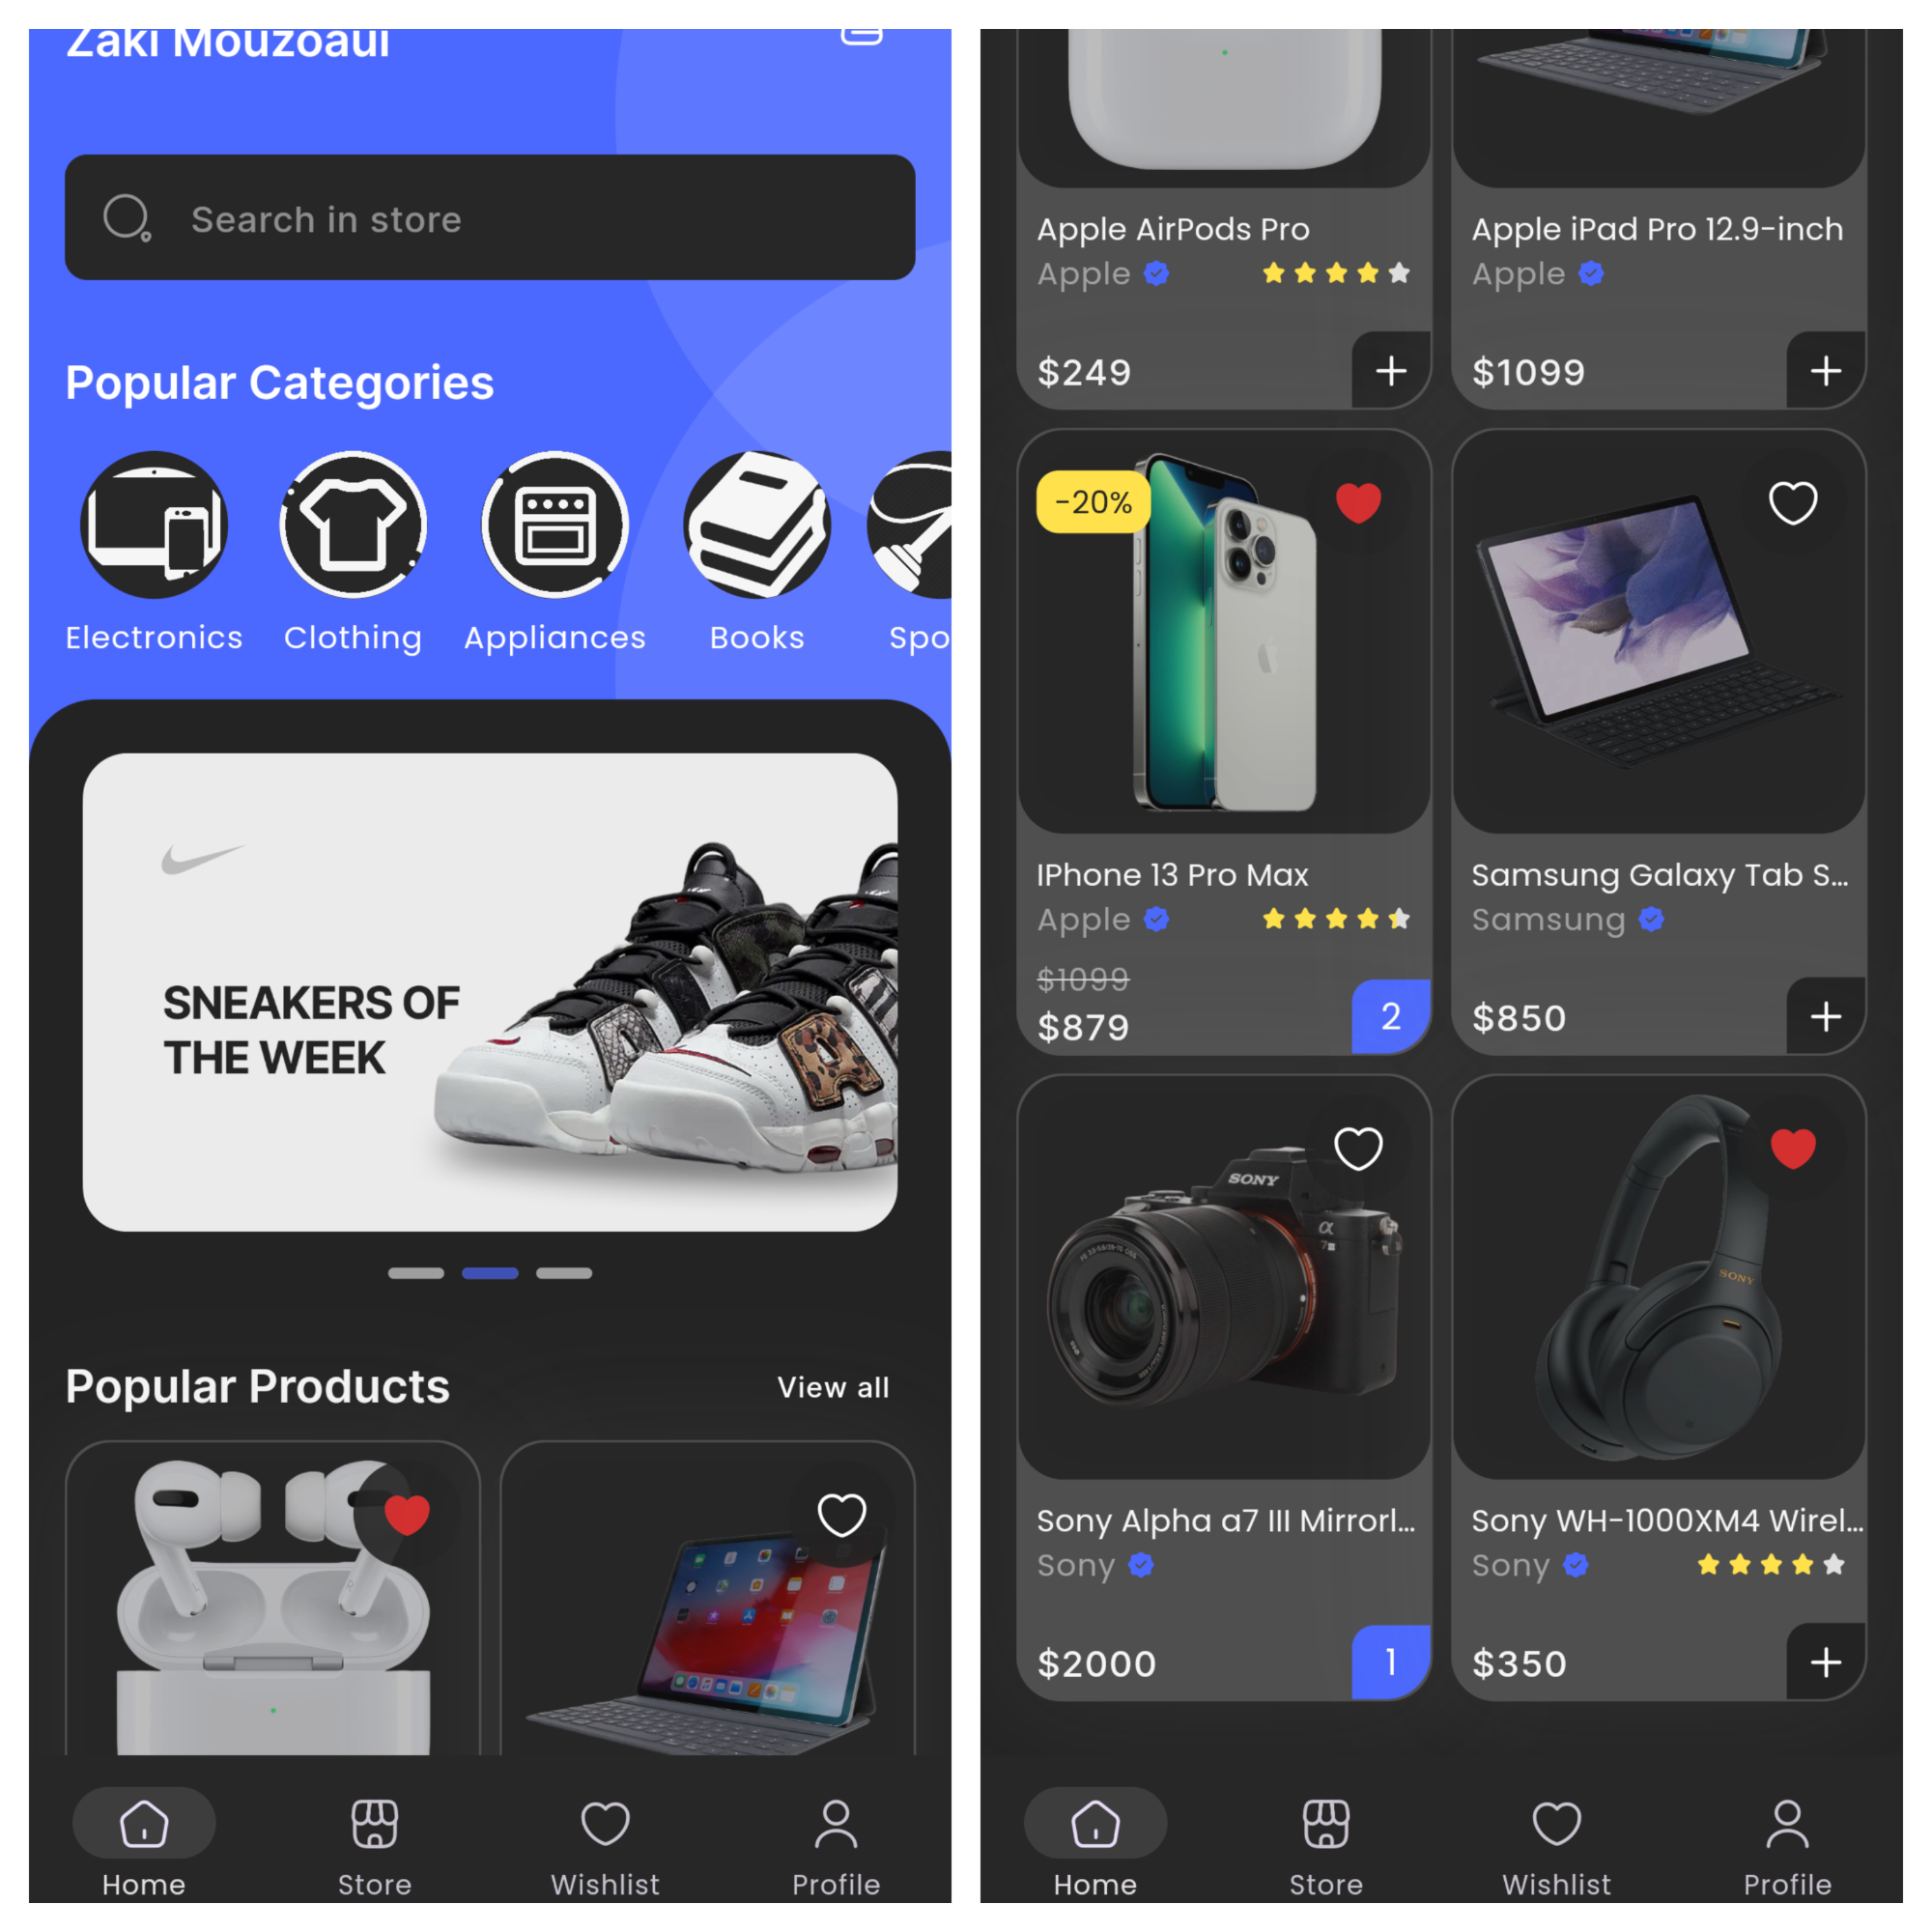 Zaki Mouzoaui
Search in store
Popular Categories
Electronics
Clothing
Appliances
Books
Spo
SNEAKERS OF
THE WEEK
Popular Products
View all
Home
Store
Wishlist
Profile
Apple AirPods Pro
Apple
$249
+
Apple iPad Pro 12.9-inch
Apple
$1099
+
-20%
IPhone 13 Pro Max
Apple
$1099
$879
2
Samsung Galaxy Tab S...
Samsung
$850
+
SONY
α
7III
Sony Alpha a7 III Mirrorl...
Sony
$2000
1
SONY
Sony WH-1000XM4 Wirel...
Sony
$350
+
Home
Store
Wishlist
Profile